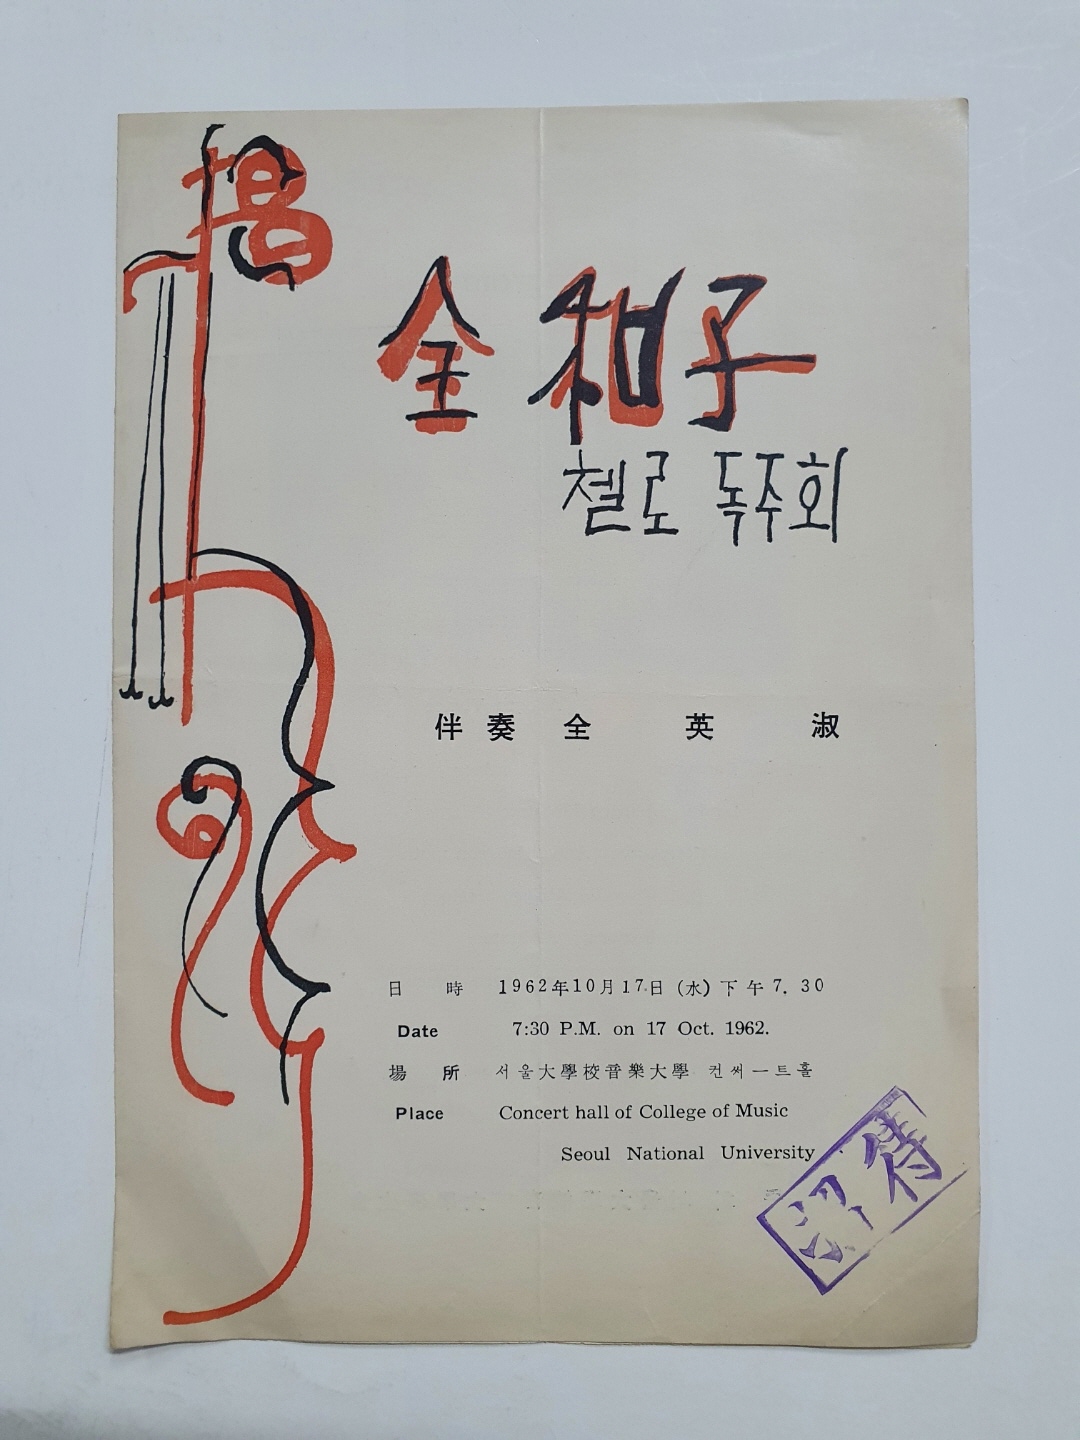 全和子
첼로 독주회
伴奏 全 英 淑
日 時 1962年10月17日 (水) 下午 7. 30
Date 7:30 P.M. on 17 Oct. 1962.
場 所 서울大學校音樂大學 컨써ー트홀
Place Concert hall of College of Music
Seoul National University
招待